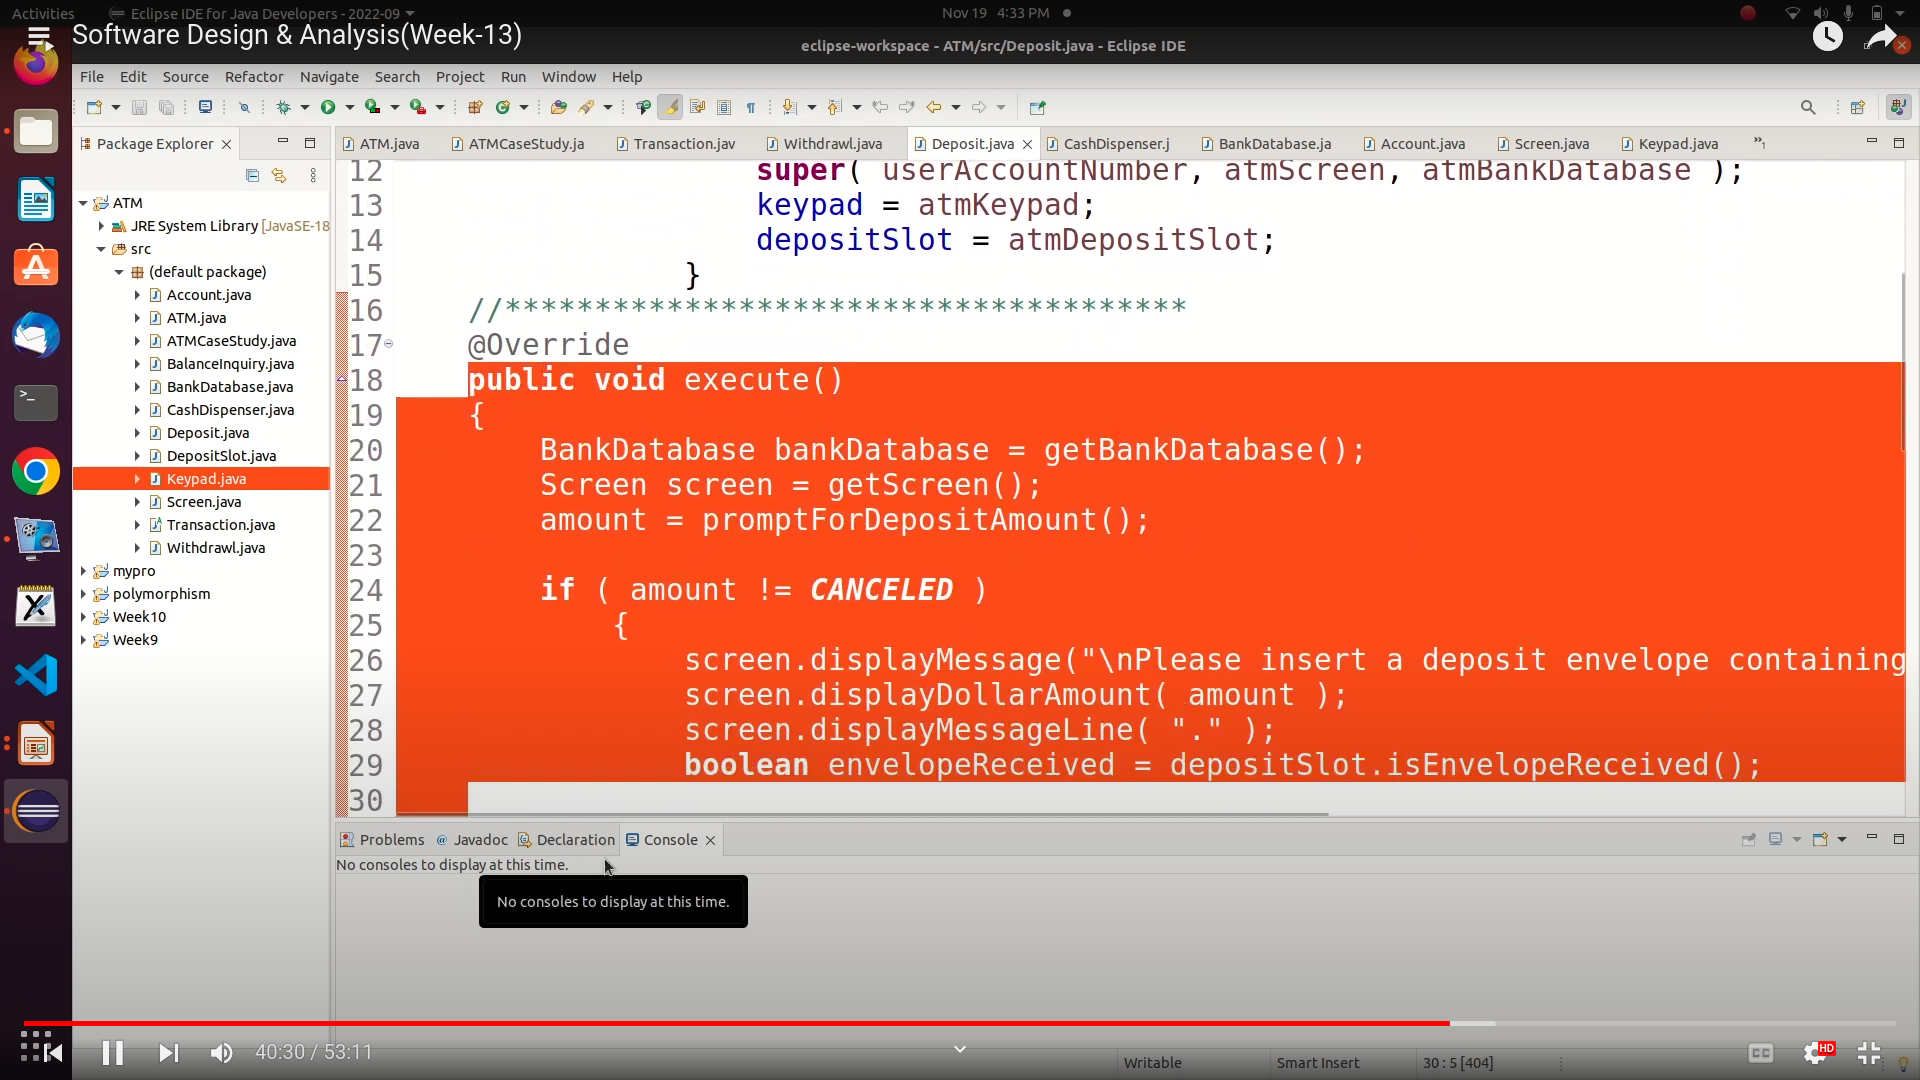 Activities
Eclipse IDE for Java Developers - 2022-09
Nov 19 4:33 PM
Software Design & Analysis(Week-13)
eclipse-workspace - ATM/src/Deposit.java - Eclipse IDE
File Edit Source Refactor Navigate Search Project Run Window Help
Package Explorer
ATM.java ATMCaseStudy.ja Transaction.jav Withdrawl.java Deposit.java CashDispenser.j BankDatabase.ja Account.java Screen.java Keypad.java »1
ATM
JRE System Library [JavaSE-18
src
(default package)
Account.java
ATM.java
ATMCaseStudy.java
BalanceInquiry.java
BankDatabase.java
CashDispenser.java
Deposit.java
DepositSlot.java
Keypad.java
Screen.java
Transaction.java
Withdrawl.java
mypro
polymorphism
Week10
Week9
12 super( userAccountNumber, atmScreen, atmBankDatabase );
13 keypad = atmKeypad;
14 depositSlot = atmDepositSlot;
15 }
16 //**************************************
17 @Override
18 public void execute()
19 {
20 BankDatabase bankDatabase = getBankDatabase();
21 Screen screen = getScreen();
22 amount = promptForDepositAmount();
23
24 if ( amount != CANCELED )
25 {
26 screen.displayMessage("\nPlease insert a deposit envelope containing
27 screen.displayDollarAmount( amount );
28 screen.displayMessageLine( "." );
29 boolean envelopeReceived = depositSlot.isEnvelopeReceived();
30
Problems Javadoc Declaration Console
No consoles to display at this time.
No consoles to display at this time.
40:30 / 53:11
Writable Smart Insert 30 : 5 [404]
CC
HD